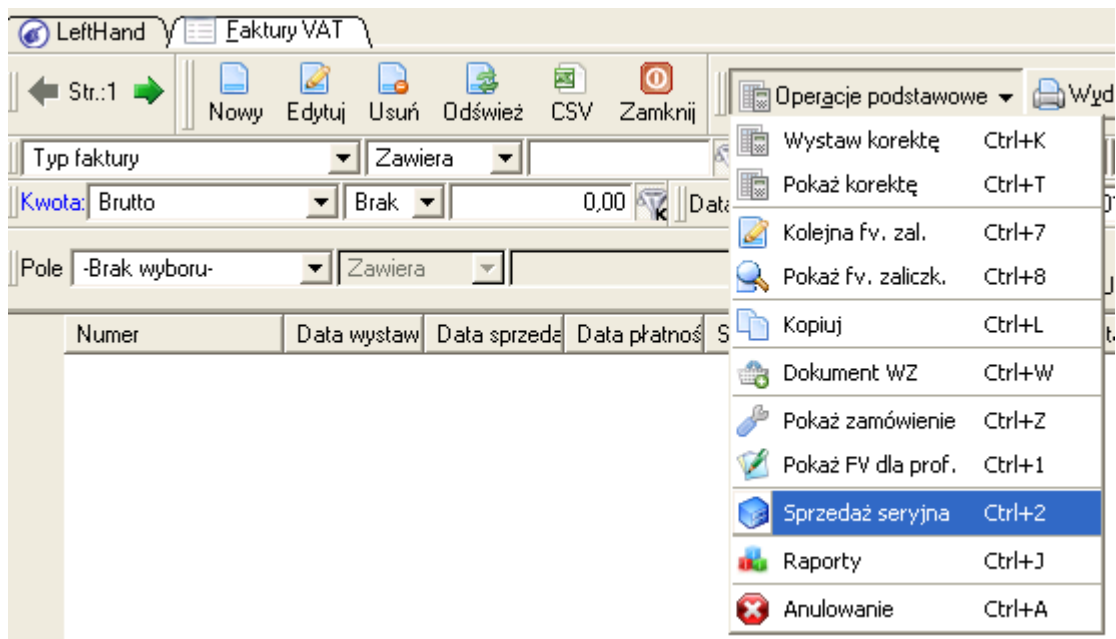 LeftHand Faktury VAT
Str.:1 Nowy Edytuj Usuń Odśwież CSV Zamknij Operacje podstawowe
Typ faktury Zawiera
Kwota: Brutto Brak 0,00
Pole -Brak wyboru- Zawiera
Numer Data wystaw Data sprzeda Data płatnoś
Wystaw korektę Ctrl+K
Pokaż korektę Ctrl+T
Kolejna fv. zal. Ctrl+7
Pokaż fv. zaliczk. Ctrl+8
Kopiuj Ctrl+L
Dokument WZ Ctrl+W
Pokaż zamówienie Ctrl+Z
Pokaż FV dla prof. Ctrl+1
Sprzedaż seryjna Ctrl+2
Raporty Ctrl+J
Anulowanie Ctrl+A